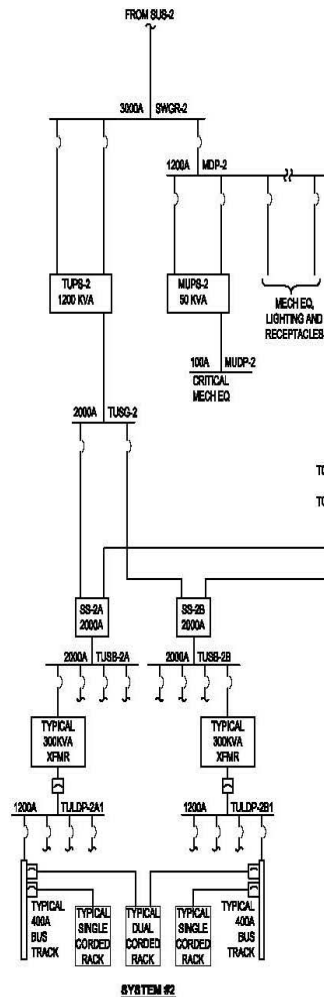 FROM SUS-2
3000A SWGR-2
1200A MDP-2
TUPS-2
1200 KVA
MUPS-2
50 KVA
MECH EQ,
LIGHTING AND
RECEPTACLES
100A MUDP-2
CRITICAL
MECH EQ
2000A TUSG-2
TO
TO
SS-2A
2000A
SS-2B
2000A
2000A TUSB-2A
2000A TUSB-2B
TYPICAL
300KVA
XFMR
TYPICAL
300KVA
XFMR
1200A TULDP-2A1
1200A TULDP-2B1
TYPICAL
400A
BUS
TRACK
TYPICAL
SINGLE
CORDED
RACK
TYPICAL
DUAL
CORDED
RACK
TYPICAL
SINGLE
CORDED
RACK
TYPICAL
400A
BUS
TRACK
SYSTEM #2